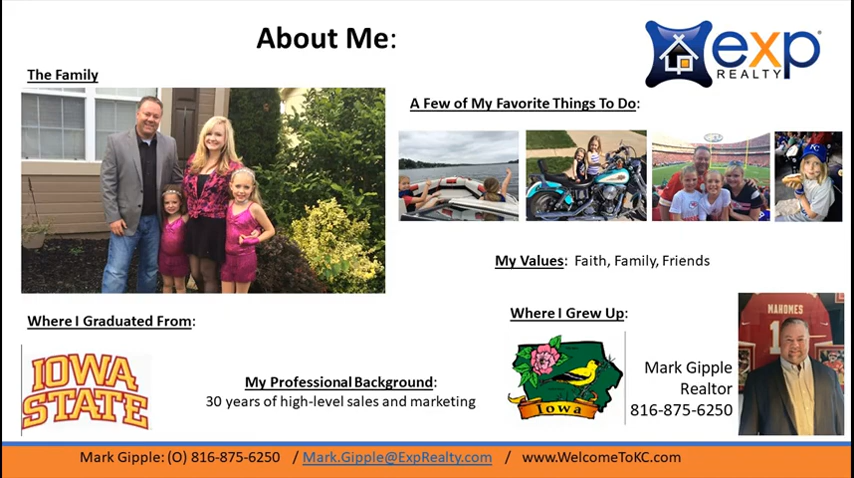 About Me:
exp
REALTY
The Family
A Few of My Favorite Things To Do:
KC
My Values: Faith, Family, Friends
Where I Graduated From:
Where I Grew Up:
IOWA
STATE
My Professional Background:
30 years of high-level sales and marketing
Iowa
Mark Gipple
Realtor
816-875-6250
MAHOMES
Mark Gipple: (O) 816-875-6250 / Mark.Gipple@ExpRealty.com / www.WelcomeToKC.com